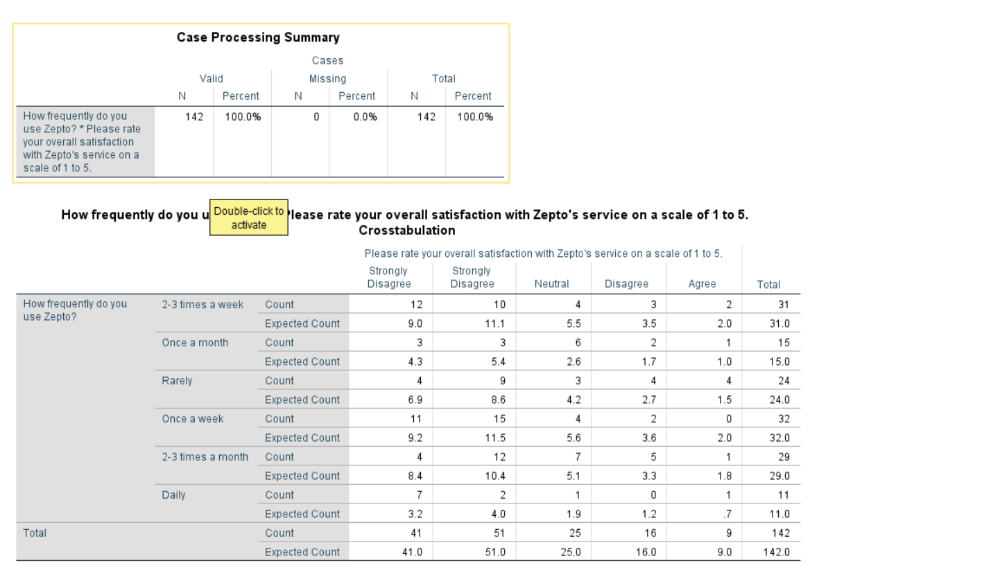 Case Processing Summary
Cases
Valid Missing Total
N Percent N Percent N Percent
How frequently do you 142 100.0% 0 0.0% 142 100.0%
use Zepto? * Please rate
your overall satisfaction
with Zepto's service on a
scale of 1 to 5.
How frequently do you u Double-click to lease rate your overall satisfaction with Zepto's service on a scale of 1 to 5.
activate
Crosstabulation
Please rate your overall satisfaction with Zepto's service on a scale of 1 to 5.
Strongly Strongly
Disagree Disagree Neutral Disagree Agree Total
How frequently do you 2-3 times a week Count 12 10 4 3 2 31
use Zepto?
Expected Count 9.0 11.1 5.5 3.5 2.0 31.0
Once a month Count 3 3 6 2 1 15
Expected Count 4.3 5.4 2.6 1.7 1.0 15.0
Rarely Count 4 9 3 4 4 24
Expected Count 6.9 8.6 4.2 2.7 1.5 24.0
Once a week Count 11 15 4 2 0 32
Expected Count 9.2 11.5 5.6 3.6 2.0 32.0
2-3 times a month Count 4 12 7 5 1 29
Expected Count 8.4 10.4 5.1 3.3 1.8 29.0
Daily Count 7 2 1 0 1 11
Expected Count 3.2 4.0 1.9 1.2 .7 11.0
Total Count 41 51 25 16 9 142
Expected Count 41.0 51.0 25.0 16.0 9.0 142.0